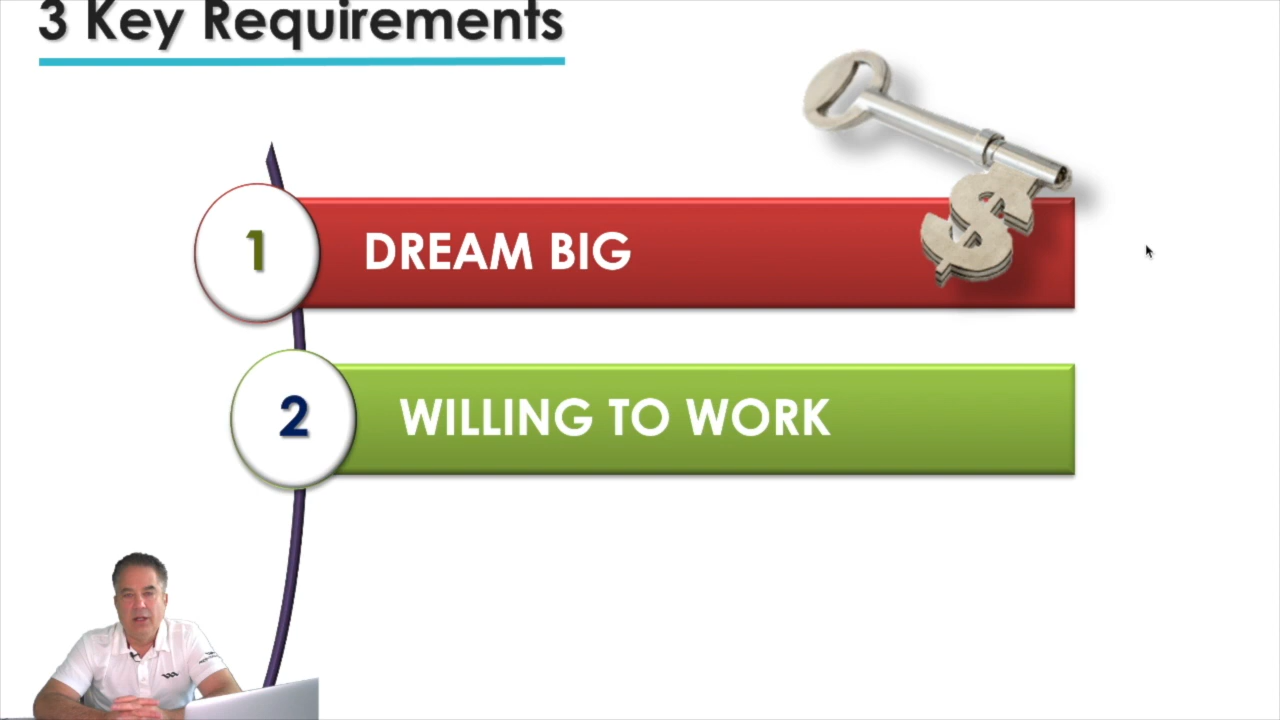 3 Key Requirements
1
DREAM BIG
2
WILLING TO WORK